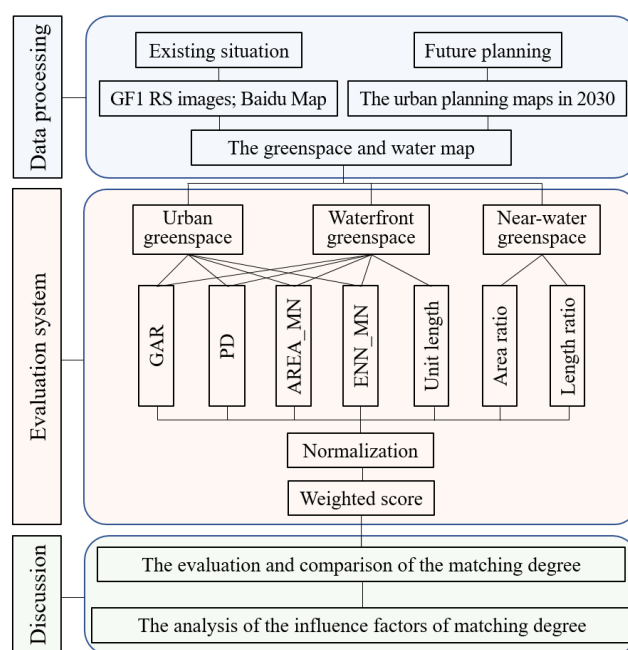 Data processing
Existing situation
Future planning
GF1 RS images; Baidu Map
The urban planning maps in 2030
The greenspace and water map
Evaluation system
Urban
greenspace
Waterfront
greenspace
Near-water
greenspace
GAR
PD
AREA_MN
ENN_MN
Unit length
Area ratio
Length ratio
Normalization
Weighted score
Discussion
The evaluation and comparison of the matching degree
The analysis of the influence factors of matching degree